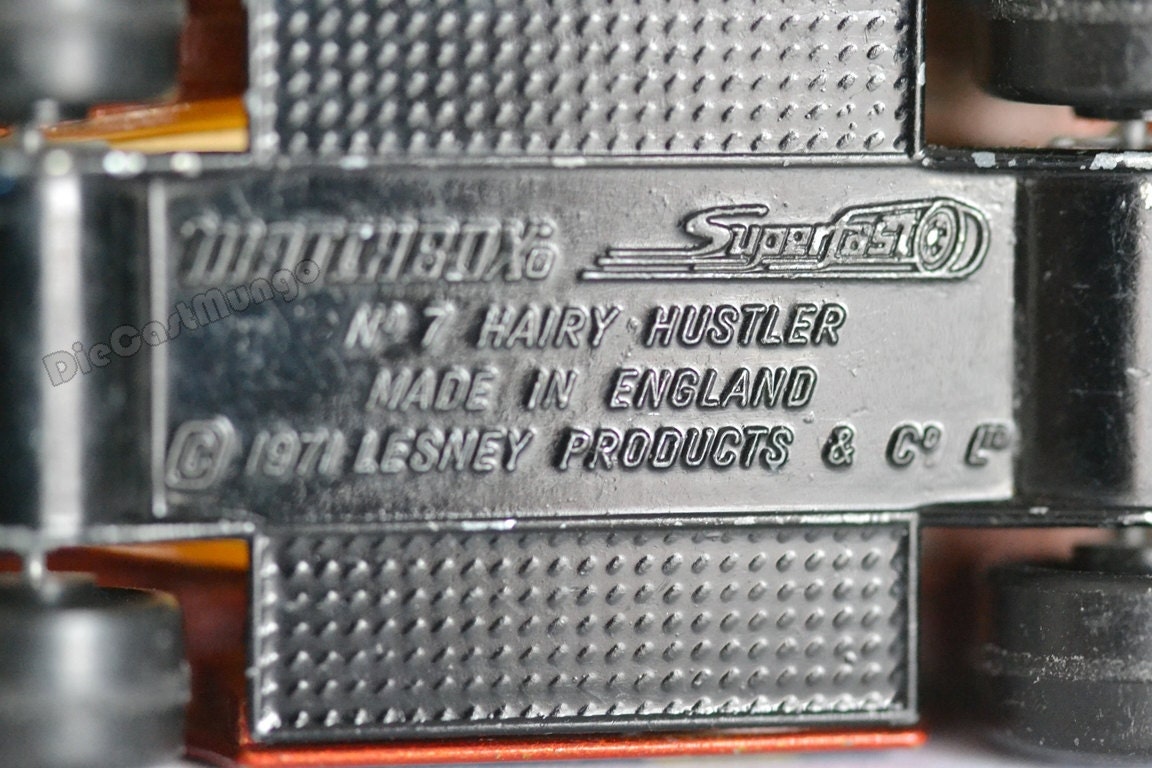 MATCHBOX® Superfast
Nº 7 HAIRY HUSTLER
MADE IN ENGLAND
© 1971 LESNEY PRODUCTS & Cº Lᵀᴰ
DieCastMungo